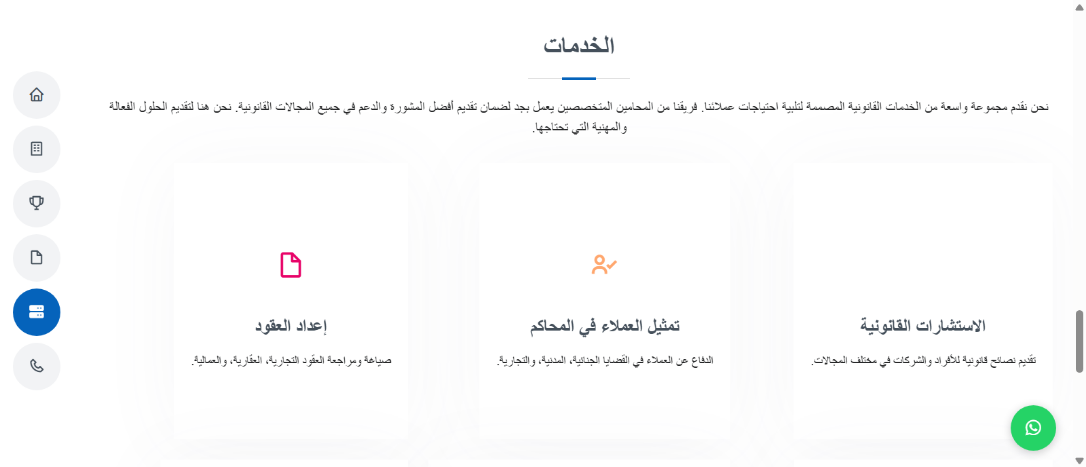 الخدمات
نحن نقدم مجموعة واسعة من الخدمات القانونية المصممة لتلبية احتياجات عملائنا. فريقنا من المحامين المتخصصين يعمل بجد لضمان تقديم أفضل المشورة والدعم في جميع المجالات القانونية. نحن هنا لتقديم الحلول الفعالة
والمهنية التي تحتاجها.
الاستشارات القانونية
تقديم نصائح قانونية للأفراد والشركات في مختلف المجالات.
تمثيل العملاء في المحاكم
الدفاع عن العملاء في القضايا الجنائية، المدنية، والتجارية.
إعداد العقود
صياغة ومراجعة العقود التجارية، العقارية، والعمالية.